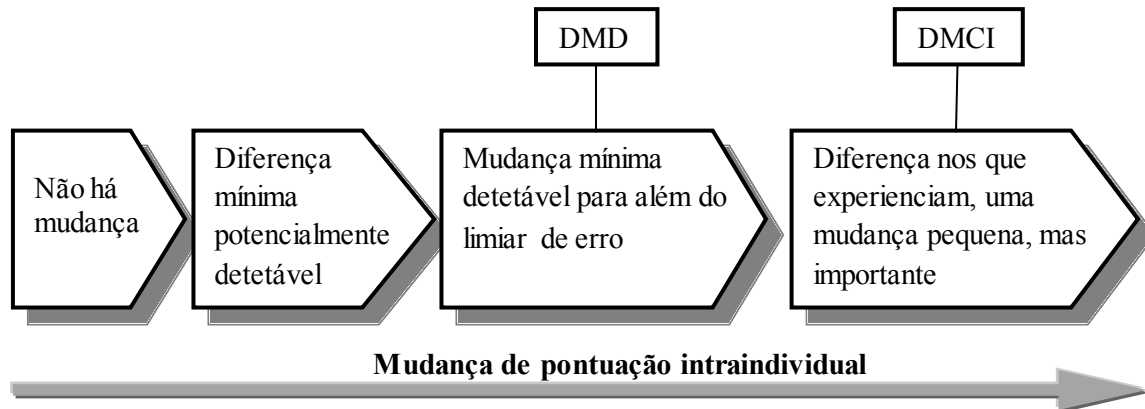 DMD
DMCI
Não há
mudança
Diferença
mínima
potencialmente
detetável
Mudança mínima
detetável para além do
limiar de erro
Diferença nos que
experienciam, uma
mudança pequena, mas
importante
Mudança de pontuação intraindividual